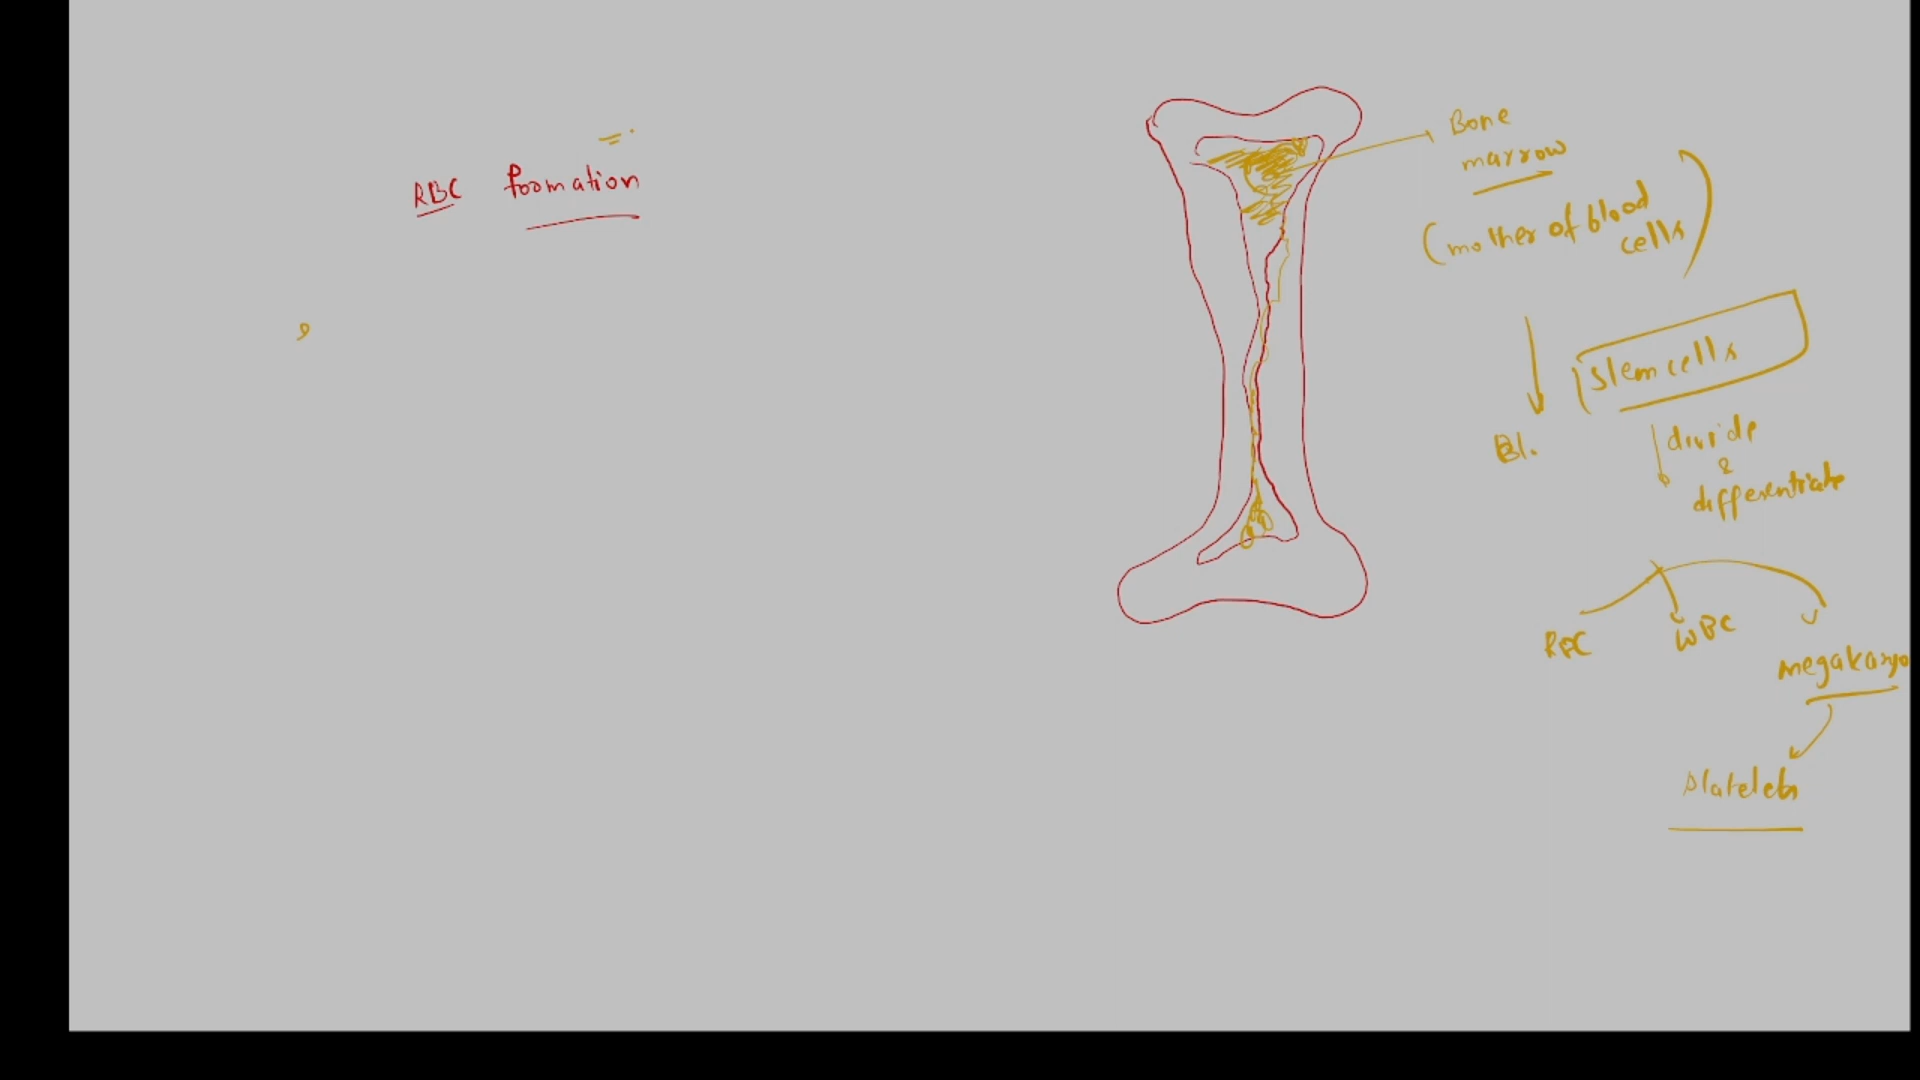 RBC formation
Bone
marrow
(mother of blood
cells)
stem cells
Bl.
divide
&
differentiate
RBC
WBC
megakaryo
platelets